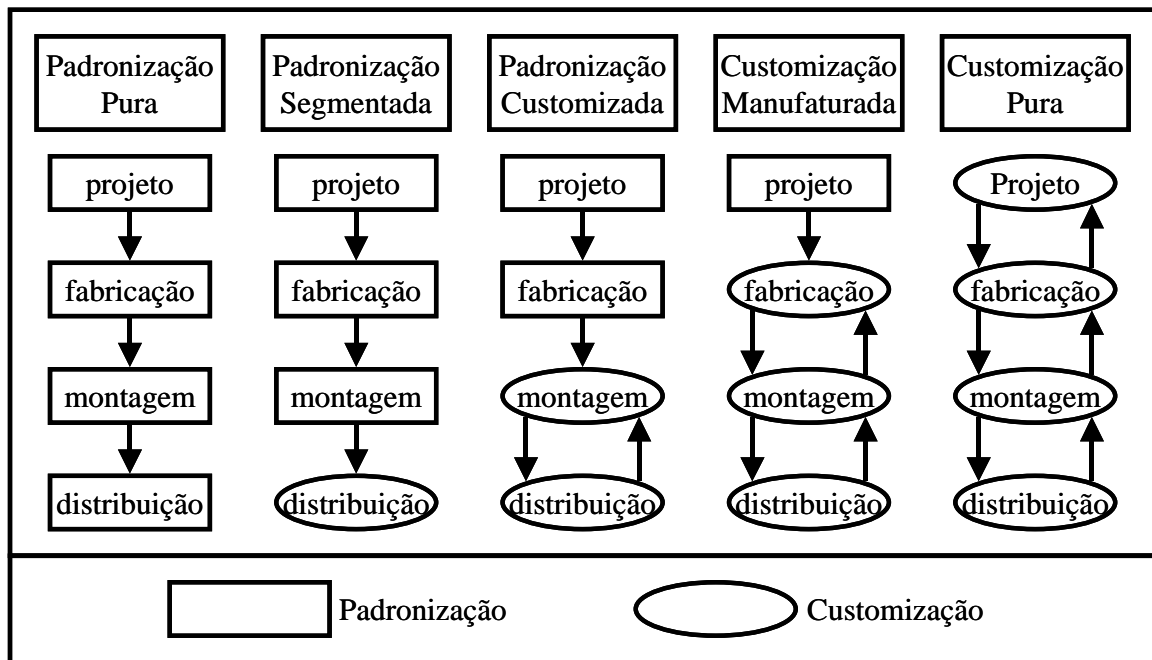 Padronização
Pura
Padronização
Segmentada
Padronização
Customizada
Customização
Manufaturada
Customização
Pura
projeto
projeto
projeto
projeto
Projeto
fabricação
fabricação
fabricação
fabricação
fabricação
montagem
montagem
montagem
montagem
montagem
distribuição
distribuição
distribuição
distribuição
distribuição
Padronização
Customização